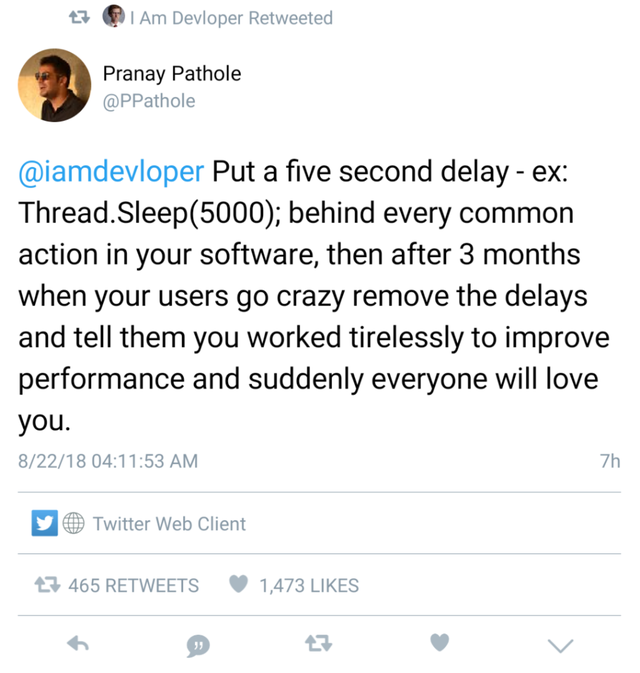 I Am Devloper Retweeted
Pranay Pathole
@PPathole
@iamdevloper Put a five second delay - ex:
Thread.Sleep(5000); behind every common
action in your software, then after 3 months
when your users go crazy remove the delays
and tell them you worked tirelessly to improve
performance and suddenly everyone will love
you.
8/22/18 04:11:53 AM 7h
Twitter Web Client
465 RETWEETS 1,473 LIKES